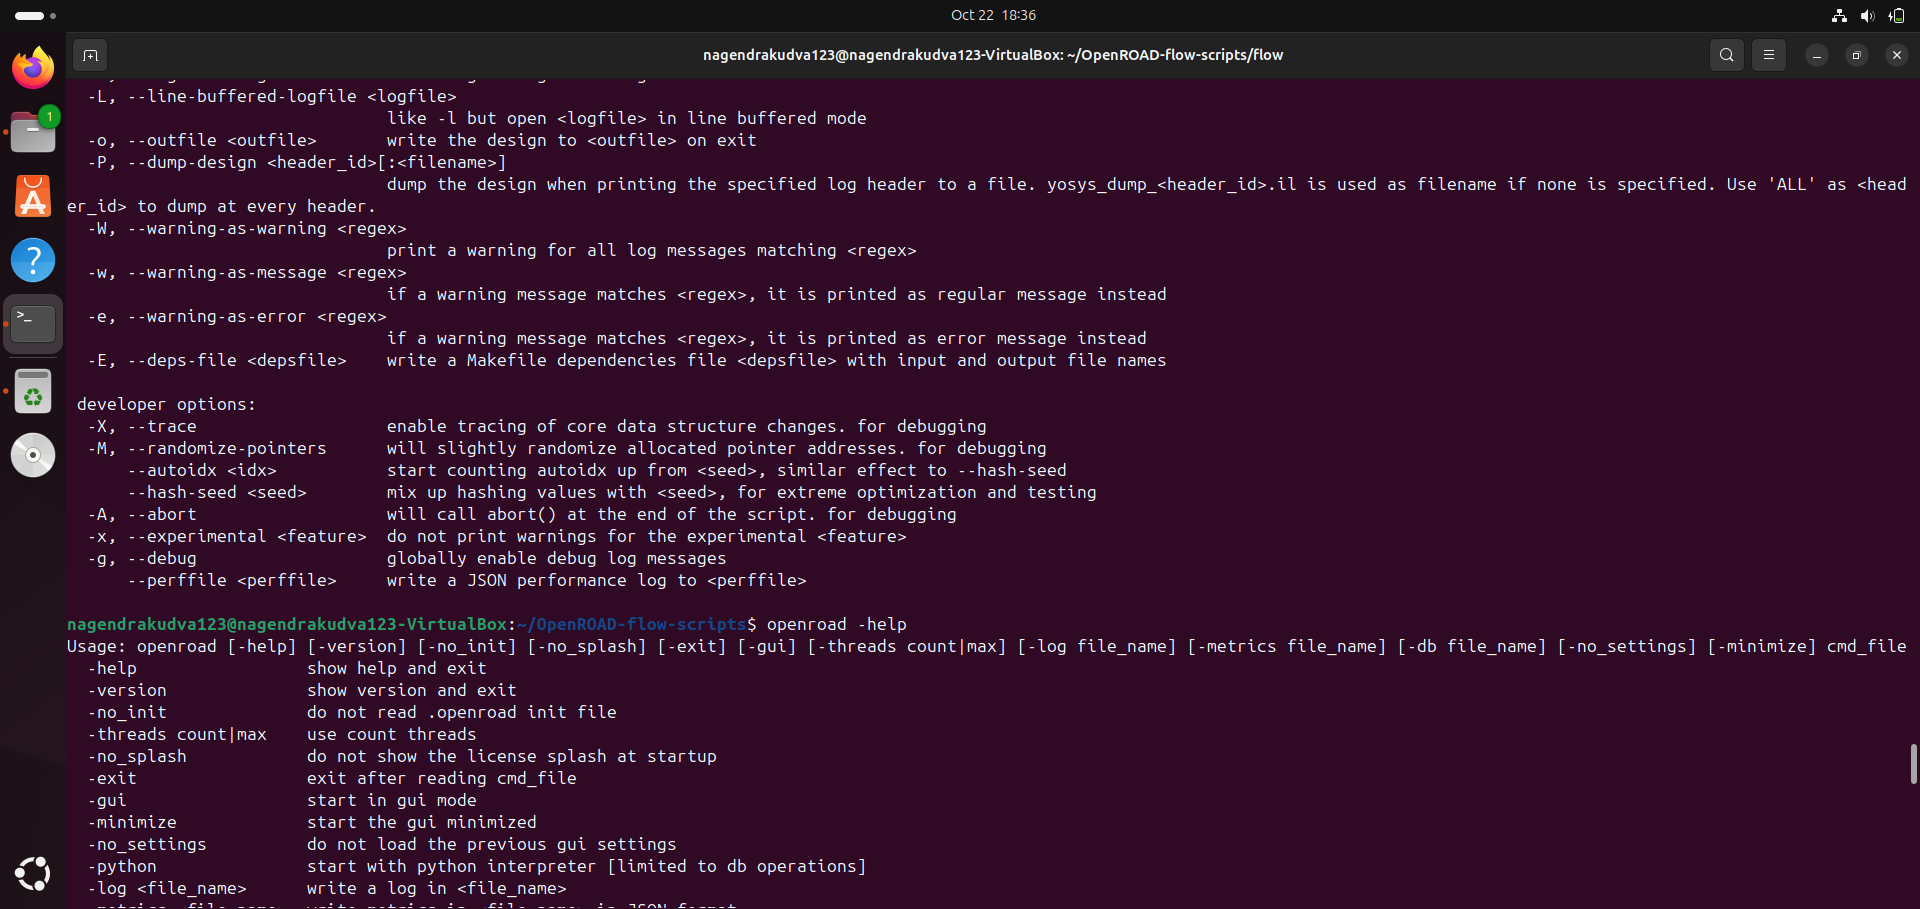 Oct 22 18:36
nagendrakudva123@nagendrakudva123-VirtualBox: ~/OpenROAD-flow-scripts/flow
1
-L, --line-buffered-logfile <logfile>
like -l but open <logfile> in line buffered mode
-o, --outfile <outfile> write the design to <outfile> on exit
-P, --dump-design <header_id>[:<filename>]
dump the design when printing the specified log header to a file. yosys_dump_<header_id>.il is used as filename if none is specified. Use 'ALL' as <head
er_id> to dump at every header.
-W, --warning-as-warning <regex>
print a warning for all log messages matching <regex>
-w, --warning-as-message <regex>
if a warning message matches <regex>, it is printed as regular message instead
-e, --warning-as-error <regex>
if a warning message matches <regex>, it is printed as error message instead
-E, --deps-file <depsfile> write a Makefile dependencies file <depsfile> with input and output file names
developer options:
-X, --trace enable tracing of core data structure changes. for debugging
-M, --randomize-pointers will slightly randomize allocated pointer addresses. for debugging
--autoidx <idx> start counting autoidx up from <seed>, similar effect to --hash-seed
--hash-seed <seed> mix up hashing values with <seed>, for extreme optimization and testing
-A, --abort will call abort() at the end of the script. for debugging
-x, --experimental <feature> do not print warnings for the experimental <feature>
-g, --debug globally enable debug log messages
--perffile <perffile> write a JSON performance log to <perffile>
nagendrakudva123@nagendrakudva123-VirtualBox:~/OpenROAD-flow-scripts$ openroad -help
Usage: openroad [-help] [-version] [-no_init] [-no_splash] [-exit] [-gui] [-threads count|max] [-log file_name] [-metrics file_name] [-db file_name] [-no_settings] [-minimize] cmd_file
-help show help and exit
-version show version and exit
-no_init do not read .openroad init file
-threads count|max use count threads
-no_splash do not show the license splash at startup
-exit exit after reading cmd_file
-gui start in gui mode
-minimize start the gui minimized
-no_settings do not load the previous gui settings
-python start with python interpreter [limited to db operations]
-log <file_name> write a log in <file_name>